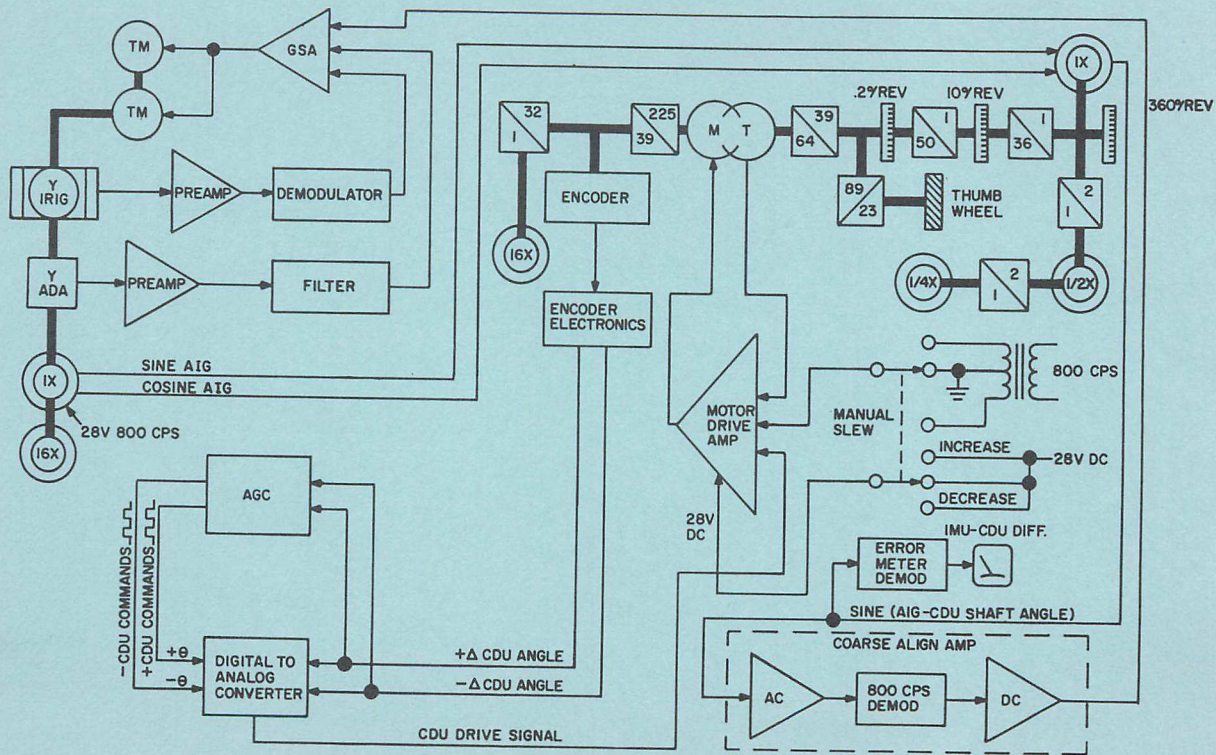 TM
GSA
TM
1X
.2°/REV
10°/REV
360°/REV
32
1
225
39
M
T
39
64
1
50
1
36
Y
IRIG
PREAMP
DEMODULATOR
ENCODER
89
23
THUMB
WHEEL
2
1
16X
Y
ADA
PREAMP
FILTER
1/4X
2
1
1/2X
ENCODER
ELECTRONICS
SINE AIG
COSINE AIG
1X
28V 800 CPS
16X
MOTOR
DRIVE
AMP
MANUAL
SLEW
800 CPS
INCREASE
28V DC
DECREASE
AGC
28V
DC
IMU-CDU DIFF.
ERROR
METER
DEMOD
-CDU COMMANDS
+CDU COMMANDS
SINE (AIG-CDU SHAFT ANGLE)
COARSE ALIGN AMP
+θ
-θ
DIGITAL TO
ANALOG
CONVERTER
+Δ CDU ANGLE
-Δ CDU ANGLE
AC
800 CPS
DEMOD
DC
CDU DRIVE SIGNAL